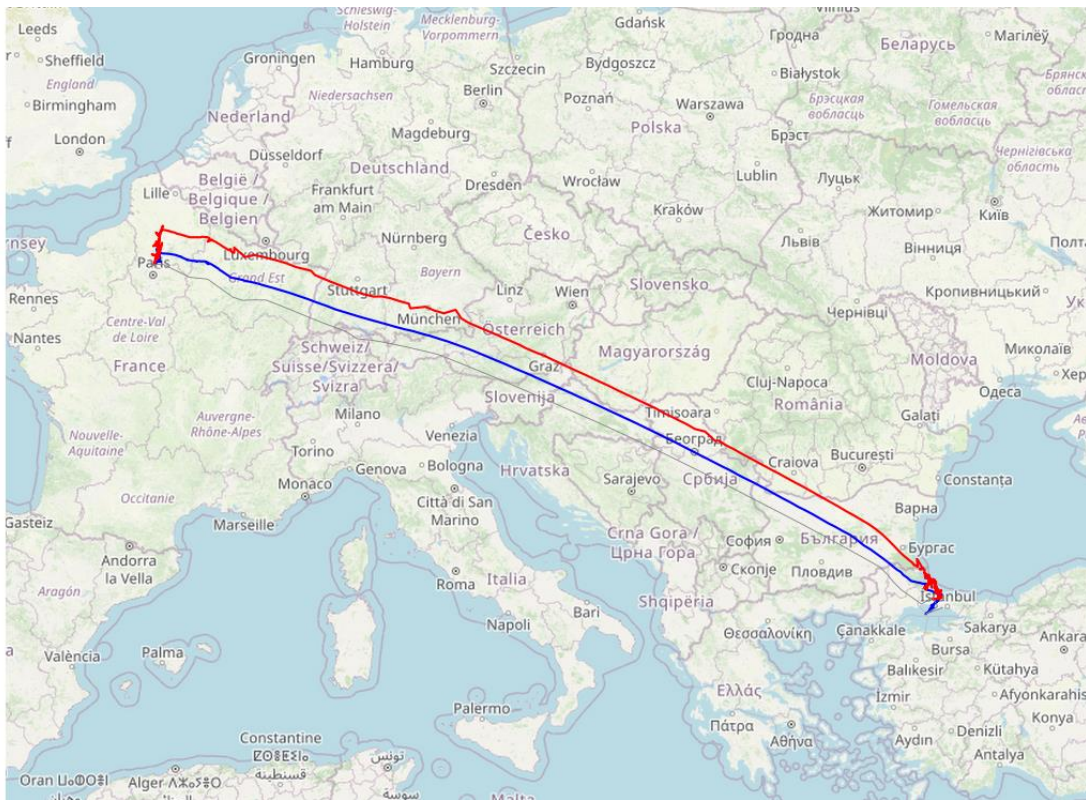 Schleswig-
Holstein
Mecklenburg-
Vorpommern
Vilnius
Leeds
Sheffield
England
Birmingham
London
Groningen
Hamburg
Szczecin
Gdańsk
Bydgoszcz
Гродна
Białystok
Беларусь
Магілёў
Nederland
Niedersachsen
Berlin
Poznań
Warszawa
Polska
Брэсцкая
вобласць
Гомельская
вобласць
Брэст
Magdeburg
Düsseldorf
Deutschland
Lille
België /
Belgique /
Belgien
Frankfurt
am Main
Dresden
Wrocław
Lublin
Луцьк
Чернігівська
область
Kraków
Житомир
Київ
Česko
Львів
Вінниця
Luxembourg
Nürnberg
Paris
Grand Est
Stuttgart
Bayern
Linz
Wien
Slovensko
Кропивницький
Чернівці
Rennes
Nantes
Centre-Val
de Loire
France
München
Österreich
Magyarország
Moldova
Миколаїв
Одеса
Schweiz/
Suisse/Svizzera/
Svizra
Graz
Slovenija
Cluj-Napoca
România
Galați
Auvergne-
Rhône-Alpes
Milano
Venezia
Timișoara
Nouvelle-
Aquitaine
Torino
Genova
Bologna
Hrvatska
Београд
Србија
Craiova
București
Constanța
Occitanie
Monaco
Città di San
Marino
Sarajevo
Gasteiz
Marseille
Crna Gora /
Црна Гора
София
България
Варна
Бургас
Andorra
la Vella
Aragón
Roma
Italia
Скопје
Пловдив
İstanbul
Napoli
Bari
Shqipëria
Θεσσαλονίκη
Çanakkale
Sakarya
Bursa
Ankara
València
Palma
Balıkesir
Kütahya
Ελλάς
İzmir
Afyonkarahis
Konya
Palermo
Πάτρα
Αθήνα
Aydın
Denizli
Antalya
Constantine
قسنطينة
تونس
Oran
Alger
سوسة
Malta